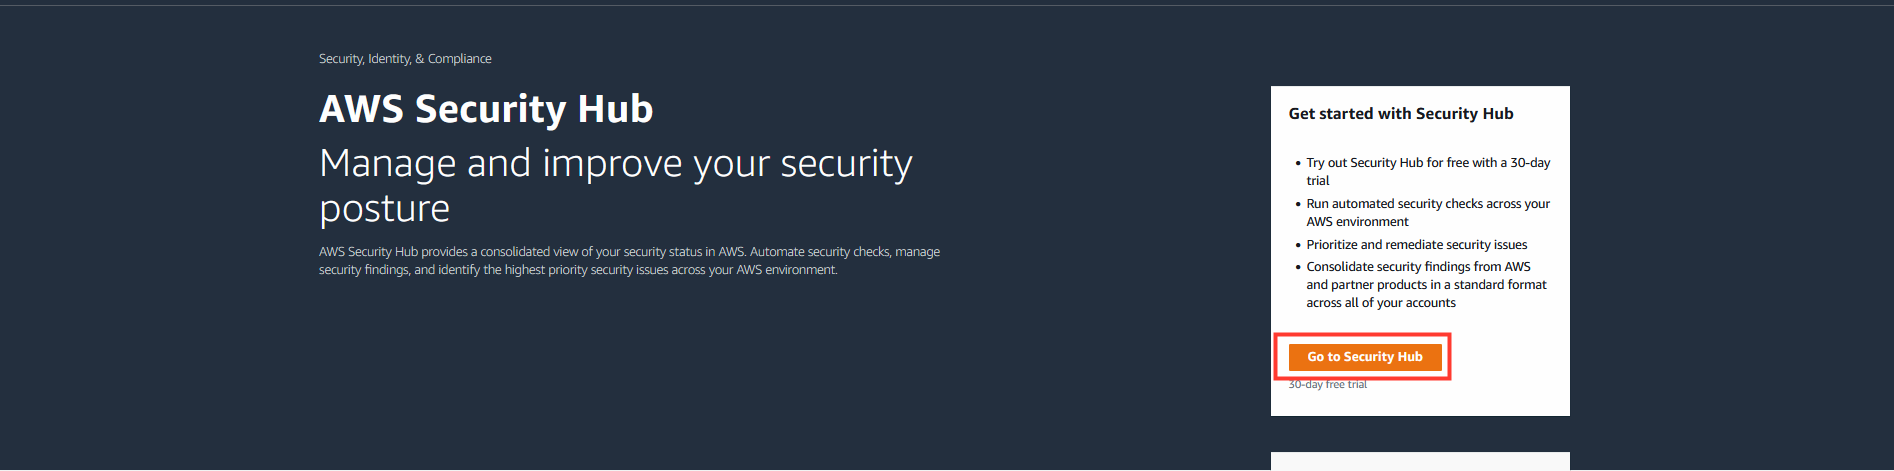 Security, Identity, & Compliance
AWS Security Hub
Manage and improve your security
posture
AWS Security Hub provides a consolidated view of your security status in AWS. Automate security checks, manage
security findings, and identify the highest priority security issues across your AWS environment.
Get started with Security Hub
• Try out Security Hub for free with a 30-day
trial
• Run automated security checks across your
AWS environment
• Prioritize and remediate security issues
• Consolidate security findings from AWS
and partner products in a standard format
across all of your accounts
Go to Security Hub
30-day free trial